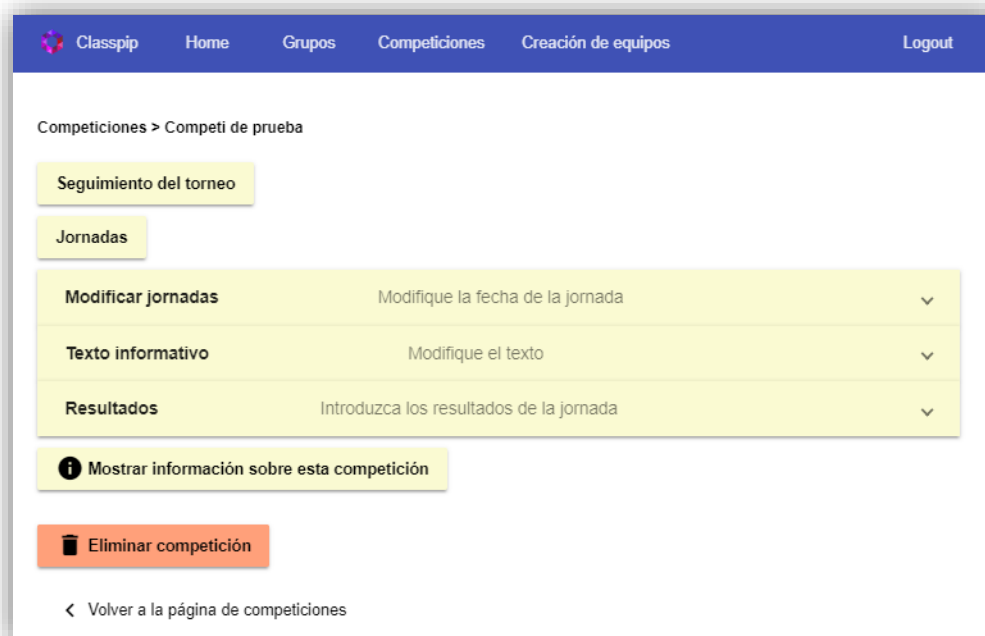 Classpip Home Grupos Competiciones Creación de equipos Logout
Competiciones > Competi de prueba
Seguimiento del torneo
Jornadas
Modificar jornadas Modifique la fecha de la jornada
Texto informativo Modifique el texto
Resultados Introduzca los resultados de la jornada
Mostrar información sobre esta competición
Eliminar competición
Volver a la página de competiciones